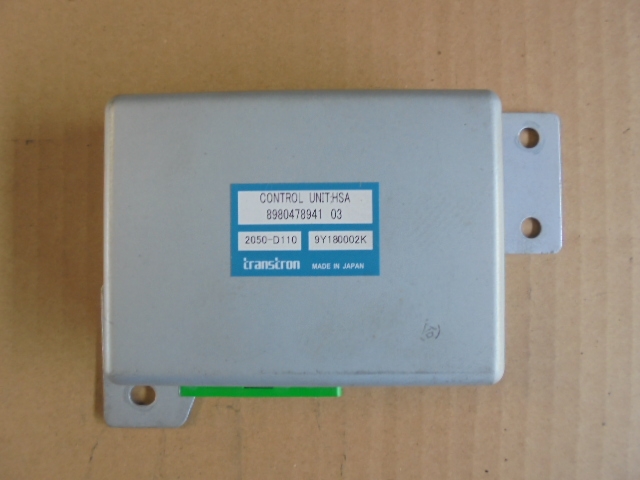 CONTROL UNIT:HSA
8980478941 03
2050-D110 9Y180002K
transtron MADE IN JAPAN